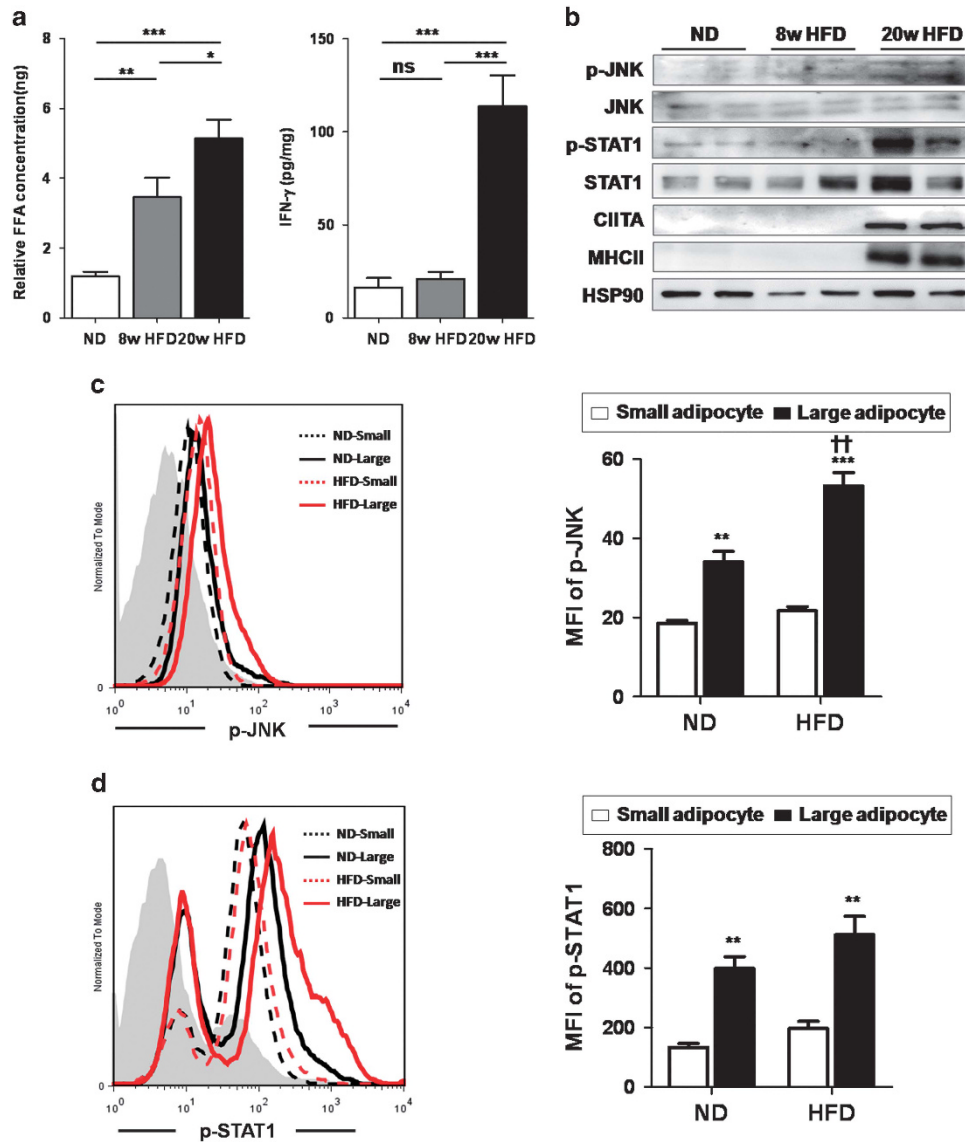 a
***
*
**
Relative FFA concentration(ng)
8
6
4
2
0
ND 8w HFD 20w HFD
***
ns ***
IFN-γ (pg/mg)
150
100
50
0
ND 8w HFD 20w HFD
b
ND 8w HFD 20w HFD
p-JNK
JNK
p-STAT1
STAT1
CIITA
MHCII
HSP90
c
Normalized To Mode
0
ND-Small
ND-Large
HFD-Small
HFD-Large
10⁰ 10¹ 10² 10³ 10⁴
p-JNK
Small adipocyte Large adipocyte
MFI of p-JNK
60
40
20
0
**
††
***
ND HFD
d
Normalized To Mode
0
ND-Small
ND-Large
HFD-Small
HFD-Large
10⁰ 10¹ 10² 10³ 10⁴
p-STAT1
Small adipocyte Large adipocyte
MFI of p-STAT1
800
600
400
200
0
**
**
ND HFD